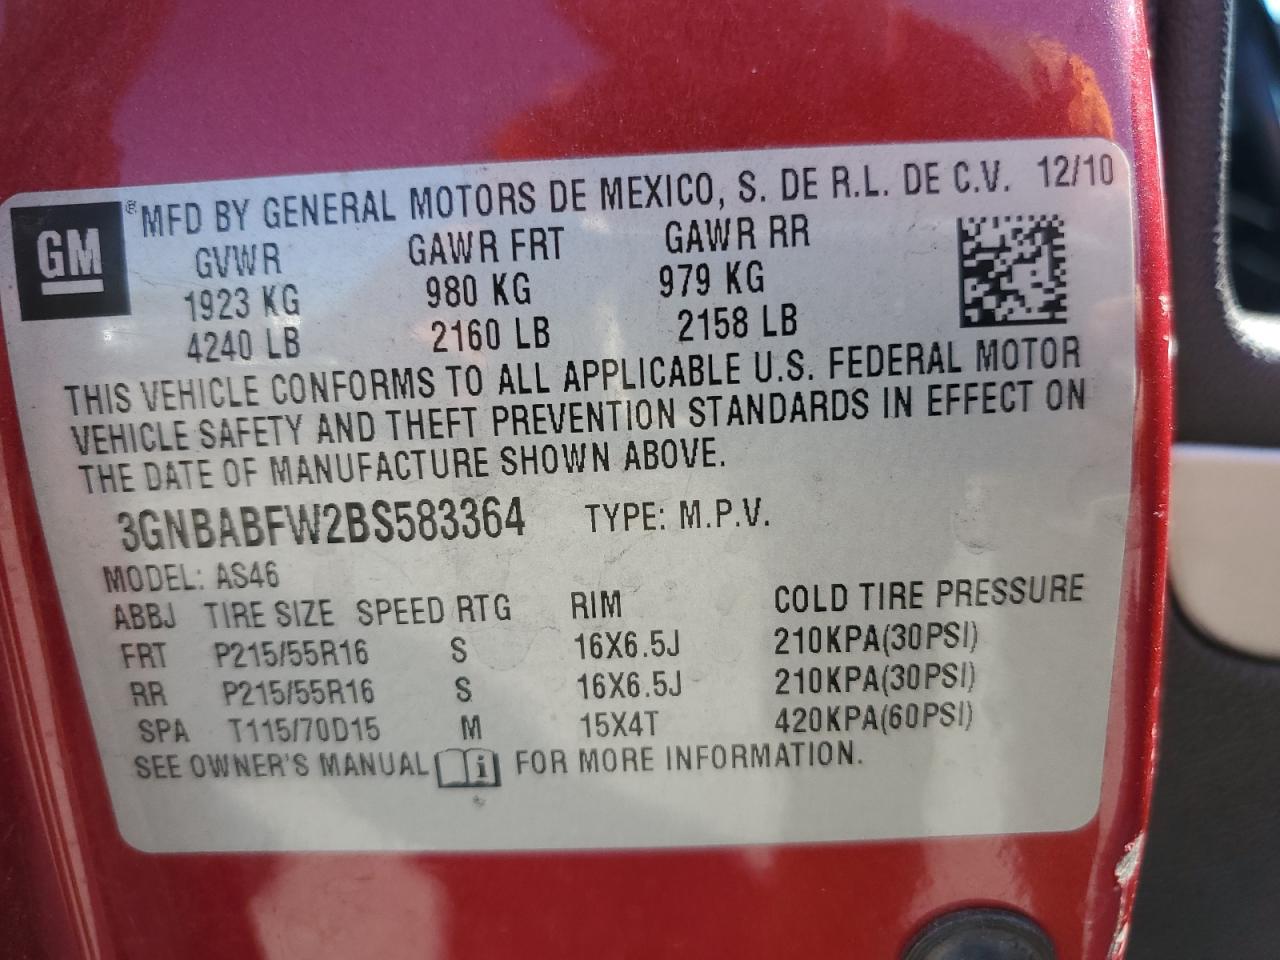 GM ® MFD BY GENERAL MOTORS DE MEXICO, S. DE R.L. DE C.V. 12/10
GVWR GAWR FRT GAWR RR
1923 KG 980 KG 979 KG
4240 LB 2160 LB 2158 LB
THIS VEHICLE CONFORMS TO ALL APPLICABLE U.S. FEDERAL MOTOR
VEHICLE SAFETY AND THEFT PREVENTION STANDARDS IN EFFECT ON
THE DATE OF MANUFACTURE SHOWN ABOVE.
3GNBABFW2BS583364 TYPE: M.P.V.
MODEL: AS46
ABBJ TIRE SIZE SPEED RTG RIM COLD TIRE PRESSURE
FRT P215/55R16 S 16X6.5J 210KPA(30PSI)
RR P215/55R16 S 16X6.5J 210KPA(30PSI)
SPA T115/70D15 M 15X4T 420KPA(60PSI)
SEE OWNER'S MANUAL i FOR MORE INFORMATION.